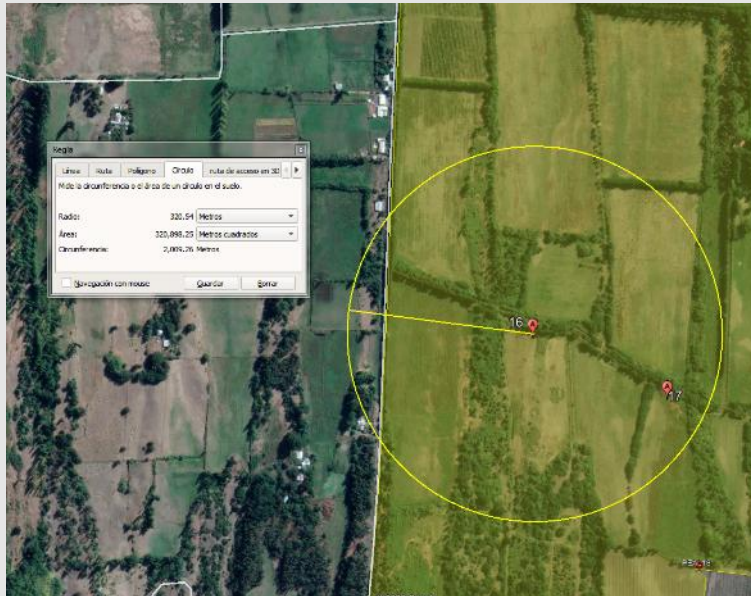 Regla
Línea Ruta Polígono Círculo ruta de acceso en 3D
Mide la circunferencia o el área de un círculo en el suelo.
Radio: 320.54 Metros
Área: 320,898.25 Metros cuadrados
Circunferencia: 2,009.26 Metros
Navegación con mouse Guardar Borrar
16
17